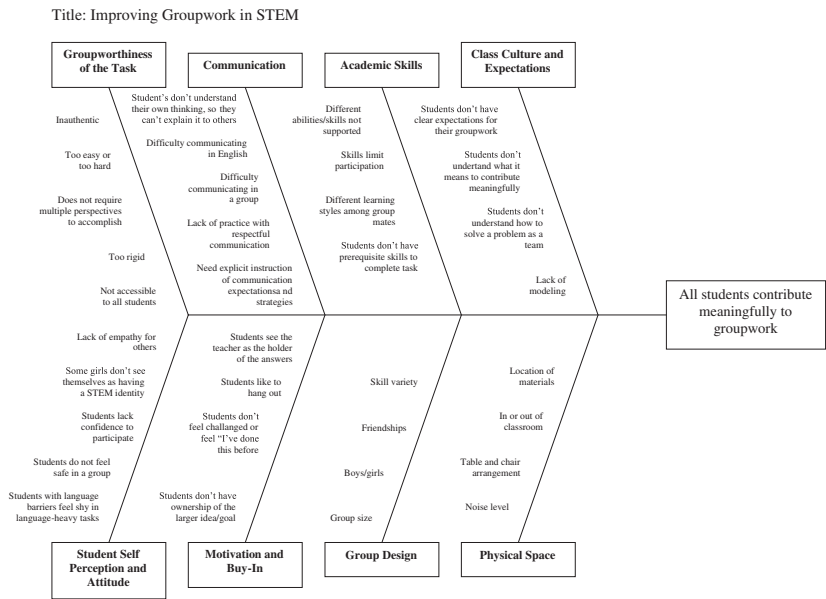 Title: Improving Groupwork in STEM
Groupworthiness
of the Task
Inauthentic
Too easy or
too hard
Does not require
multiple perspectives
to accomplish
Too rigid
Not accessible
to all students
Communication
Student's don't understand
their own thinking, so they
can't explain it to others
Difficulty communicating
in English
Difficulty
communicating in
a group
Lack of practice with
respectful
communication
Need explicit instruction
of communication
expectationsa nd
strategies
Academic Skills
Different
abilities/skills not
supported
Skills limit
participation
Different learning
styles among group
mates
Students don't have
prerequisite skills to
complete task
Class Culture and
Expectations
Students don't have
clear expectations for
their groupwork
Students don't
undertand what it
means to contribute
meaningfully
Students don't
understand how to
solve a problem as a
team
Lack of
modeling
All students contribute
meaningfully to
groupwork
Lack of empathy for
others
Some girls don't see
themselves as having
a STEM identity
Students lack
confidence to
participate
Students do not feel
safe in a group
Students with language
barriers feel shy in
language-heavy tasks
Student Self
Perception and
Attitude
Students see the
teacher as the holder
of the answers
Students like to
hang out
Students don't
feel challanged or
feel "I've done
this before
Students don't have
ownership of the
larger idea/goal
Motivation and
Buy-In
Skill variety
Friendships
Boys/girls
Group size
Group Design
Location of
materials
In or out of
classroom
Table and chair
arrangement
Noise level
Physical Space